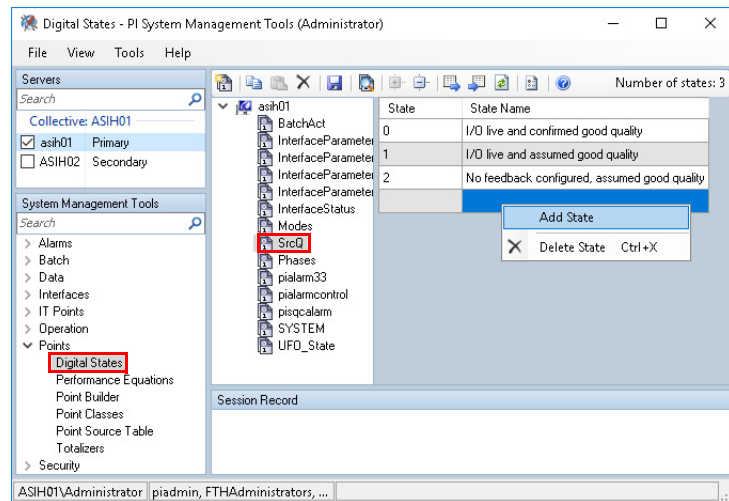 Digital States - PI System Management Tools (Administrator)
File View Tools Help
Servers
Search
Collective: ASIH01
asih01 Primary
ASIH02 Secondary
System Management Tools
Search
Alarms
Batch
Data
Interfaces
IT Points
Operation
Points
Digital States
Performance Equations
Point Builder
Point Classes
Point Source Table
Totalizers
Security
Number of states: 3
asih01
BatchAct
InterfaceParameter
InterfaceParameter
InterfaceParameter
InterfaceParameter
InterfaceStatus
Modes
SrcQ
Phases
pialarm33
pialarmcontrol
pisqcalarm
SYSTEM
UFO_State
State State Name
0 I/O live and confirmed good quality
1 I/O live and assumed good quality
2 No feedback configured, assumed good quality
Add State
Delete State Ctrl+X
Session Record
ASIH01\Administrator piadmin, FTHAdministrators, ...